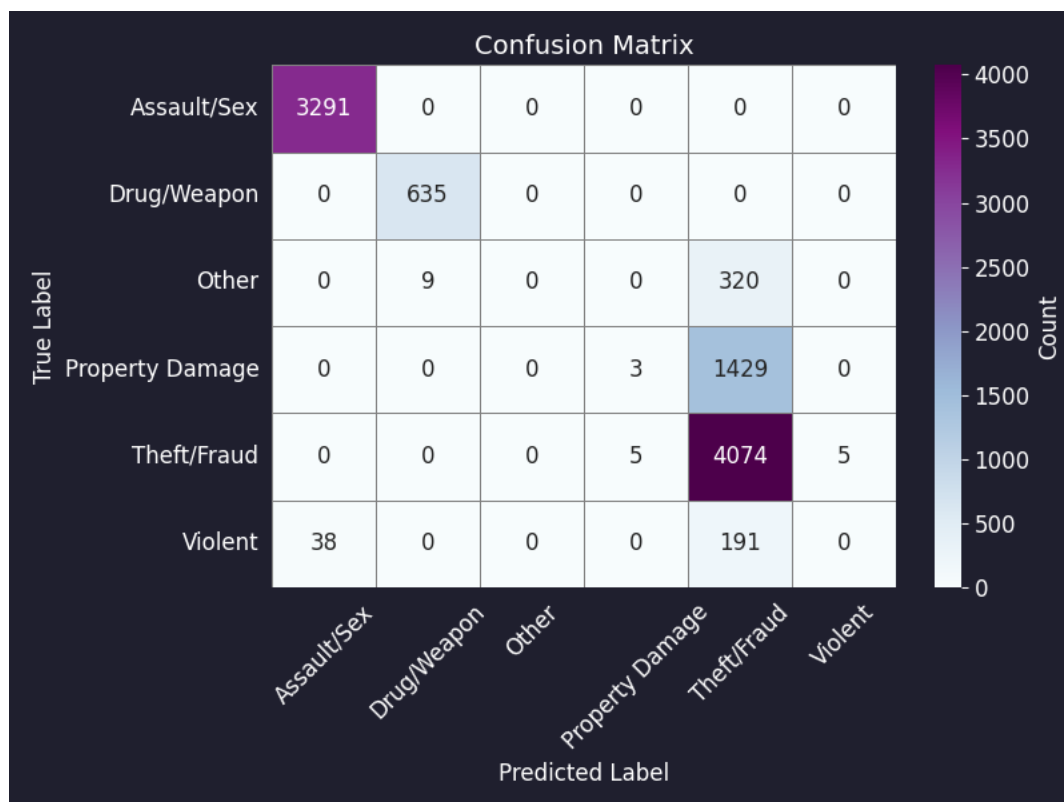 Confusion Matrix
Assault/Sex 3291 0 0 0 0 0
Drug/Weapon 0 635 0 0 0 0
Other 0 9 0 0 320 0
Property Damage 0 0 0 3 1429 0
Theft/Fraud 0 0 0 5 4074 5
Violent 38 0 0 0 191 0
Assault/Sex Drug/Weapon Other Property Damage Theft/Fraud Violent
Predicted Label
True Label
4000
3500
3000
2500
2000
1500
1000
500
0
Count